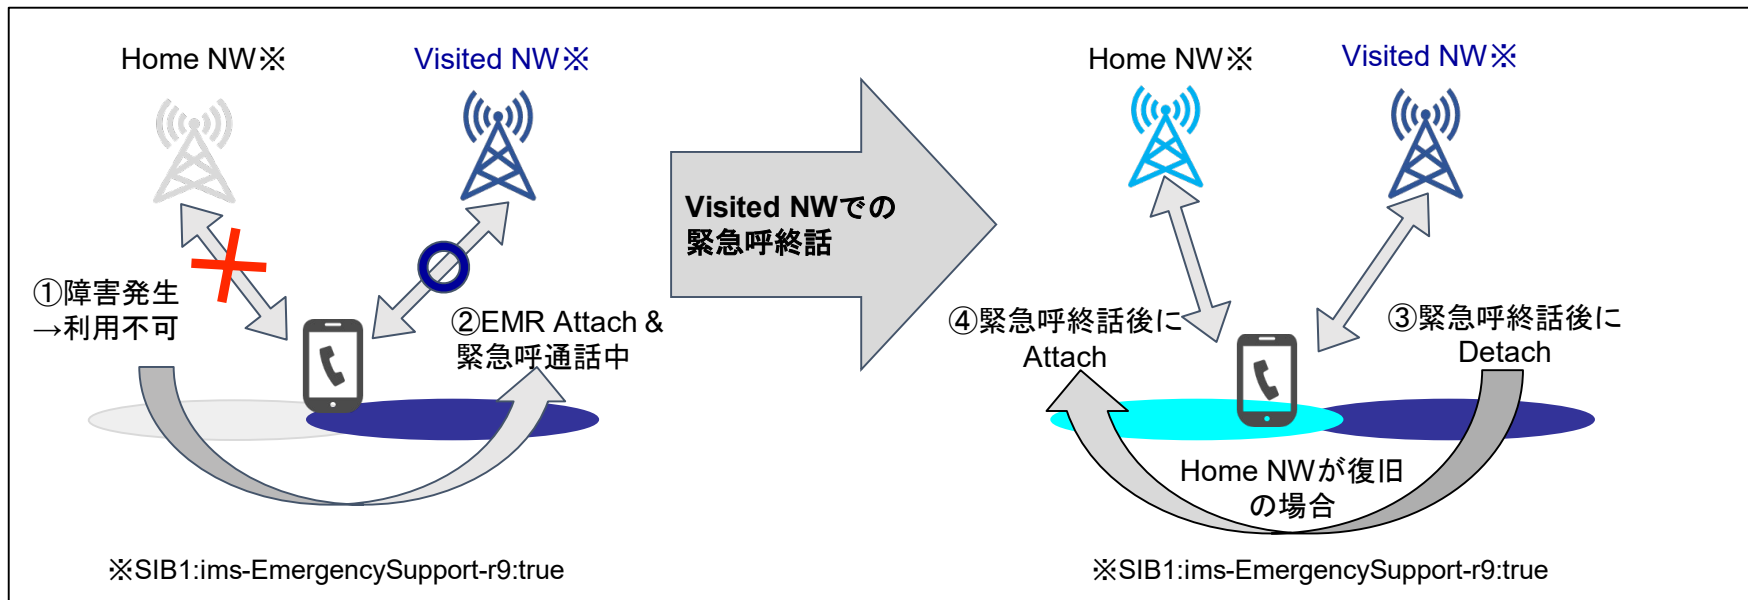 Home NW※
Visited NW※
①障害発生
→利用不可
②EMR Attach &
緊急呼通話中
※SIB1:ims-EmergencySupport-r9:true
Visited NWでの
緊急呼終話
Home NW※
Visited NW※
④緊急呼終話後に
Attach
③緊急呼終話後に
Detach
Home NWが復旧
の場合
※SIB1:ims-EmergencySupport-r9:true